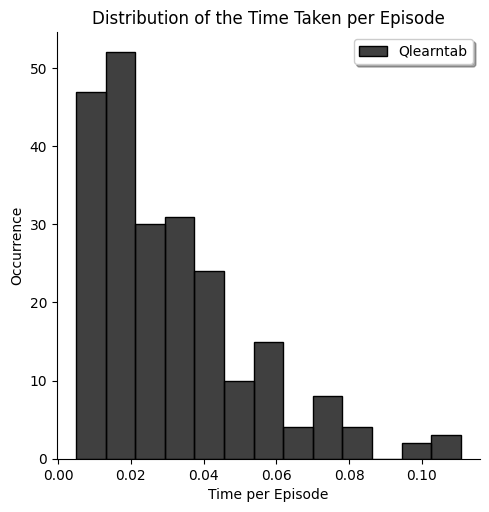 Distribution of the Time Taken per Episode
Qlearntab
50
40
30
20
10
0
Occurrence
0.00 0.02 0.04 0.06 0.08 0.10
Time per Episode